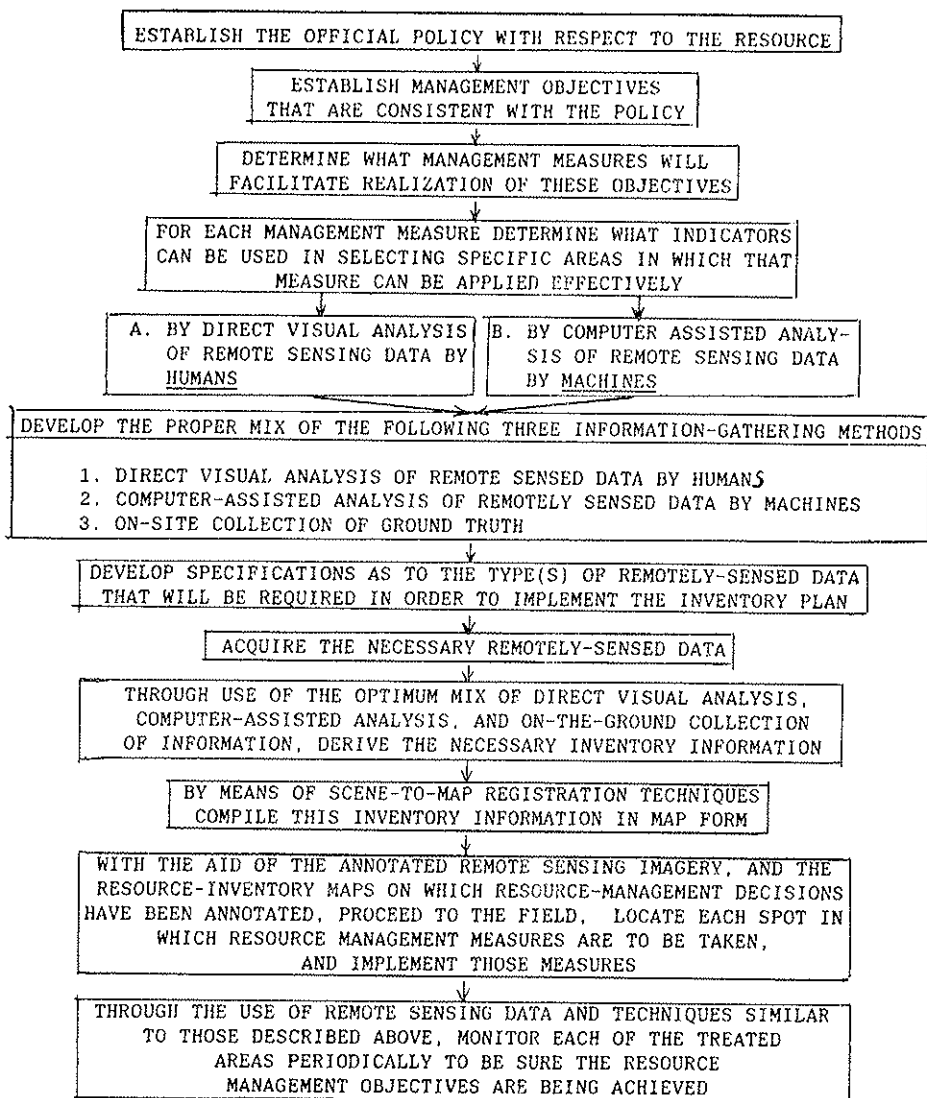 ESTABLISH THE OFFICIAL POLICY WITH RESPECT TO THE RESOURCE
ESTABLISH MANAGEMENT OBJECTIVES
THAT ARE CONSISTENT WITH THE POLICY
DETERMINE WHAT MANAGEMENT MEASURES WILL
FACILITATE REALIZATION OF THESE OBJECTIVES
FOR EACH MANAGEMENT MEASURE DETERMINE WHAT INDICATORS
CAN BE USED IN SELECTING SPECIFIC AREAS IN WHICH THAT
MEASURE CAN BE APPLIED EFFECTIVELY
A. BY DIRECT VISUAL ANALYSIS
OF REMOTE SENSING DATA BY
HUMANS
B. BY COMPUTER ASSISTED ANALY-
SIS OF REMOTE SENSING DATA
BY MACHINES
DEVELOP THE PROPER MIX OF THE FOLLOWING THREE INFORMATION-GATHERING METHODS
1. DIRECT VISUAL ANALYSIS OF REMOTE SENSED DATA BY HUMANS
2. COMPUTER-ASSISTED ANALYSIS OF REMOTELY SENSED DATA BY MACHINES
3. ON-SITE COLLECTION OF GROUND TRUTH
DEVELOP SPECIFICATIONS AS TO THE TYPE(S) OF REMOTELY-SENSED DATA
THAT WILL BE REQUIRED IN ORDER TO IMPLEMENT THE INVENTORY PLAN
ACQUIRE THE NECESSARY REMOTELY-SENSED DATA
THROUGH USE OF THE OPTIMUM MIX OF DIRECT VISUAL ANALYSIS,
COMPUTER-ASSISTED ANALYSIS, AND ON-THE-GROUND COLLECTION
OF INFORMATION, DERIVE THE NECESSARY INVENTORY INFORMATION
BY MEANS OF SCENE-TO-MAP REGISTRATION TECHNIQUES
COMPILE THIS INVENTORY INFORMATION IN MAP FORM
WITH THE AID OF THE ANNOTATED REMOTE SENSING IMAGERY, AND THE
RESOURCE-INVENTORY MAPS ON WHICH RESOURCE-MANAGEMENT DECISIONS
HAVE BEEN ANNOTATED, PROCEED TO THE FIELD, LOCATE EACH SPOT IN
WHICH RESOURCE MANAGEMENT MEASURES ARE TO BE TAKEN,
AND IMPLEMENT THOSE MEASURES
THROUGH THE USE OF REMOTE SENSING DATA AND TECHNIQUES SIMILAR
TO THOSE DESCRIBED ABOVE, MONITOR EACH OF THE TREATED
AREAS PERIODICALLY TO BE SURE THE RESOURCE
MANAGEMENT OBJECTIVES ARE BEING ACHIEVED